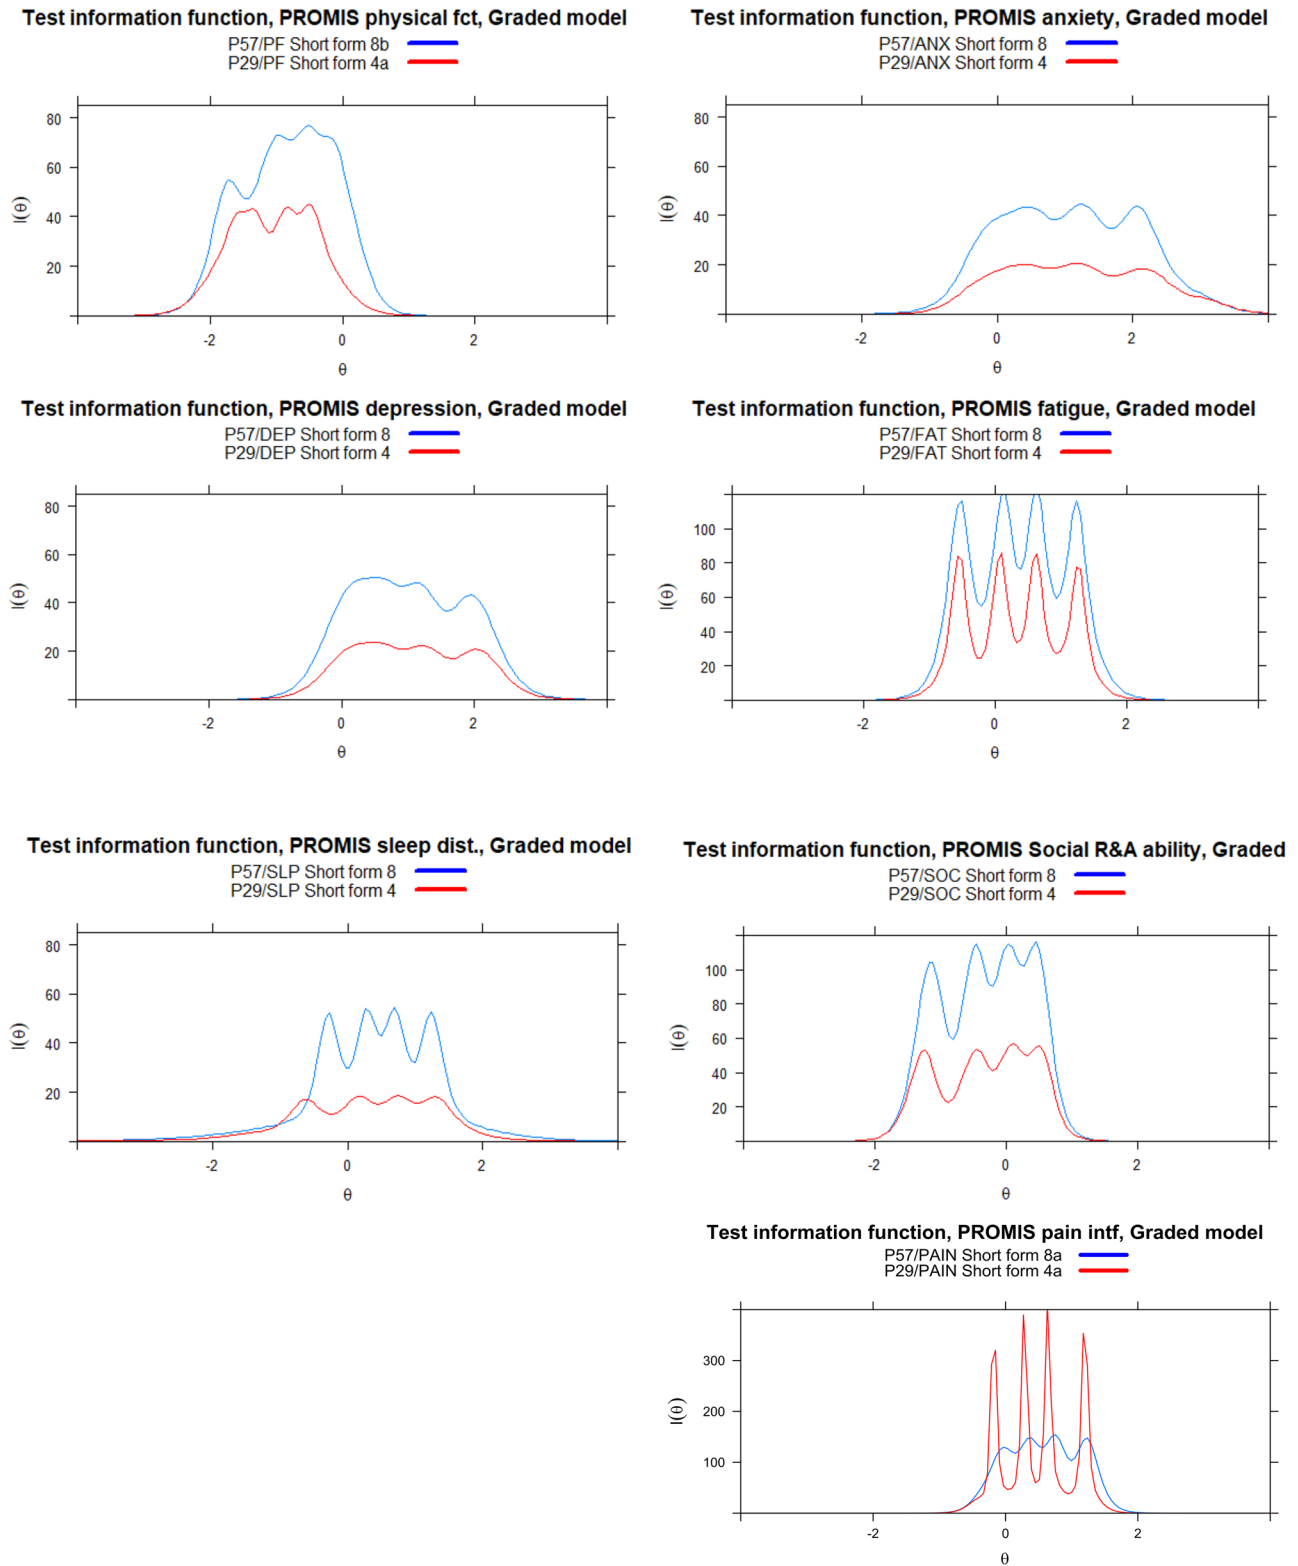 Test information function, PROMIS physical fct, Graded model
P57/PF Short form 8b
P29/PF Short form 4a
80
60
40
20
I(θ)
-2
0
2
θ
Test information function, PROMIS anxiety, Graded model
P57/ANX Short form 8
P29/ANX Short form 4
80
60
40
20
I(θ)
-2
0
2
θ
Test information function, PROMIS depression, Graded model
P57/DEP Short form 8
P29/DEP Short form 4
80
60
40
20
I(θ)
-2
0
2
θ
Test information function, PROMIS fatigue, Graded model
P57/FAT Short form 8
P29/FAT Short form 4
100
80
60
40
20
I(θ)
-2
0
2
θ
Test information function, PROMIS sleep dist., Graded model
P57/SLP Short form 8
P29/SLP Short form 4
80
60
40
20
I(θ)
-2
0
2
θ
Test information function, PROMIS Social R&A ability, Graded
P57/SOC Short form 8
P29/SOC Short form 4
100
80
60
40
20
I(θ)
-2
0
2
θ
Test information function, PROMIS pain intf, Graded model
P57/PAIN Short form 8a
P29/PAIN Short form 4a
300
200
100
I(θ)
-2
0
2
θ